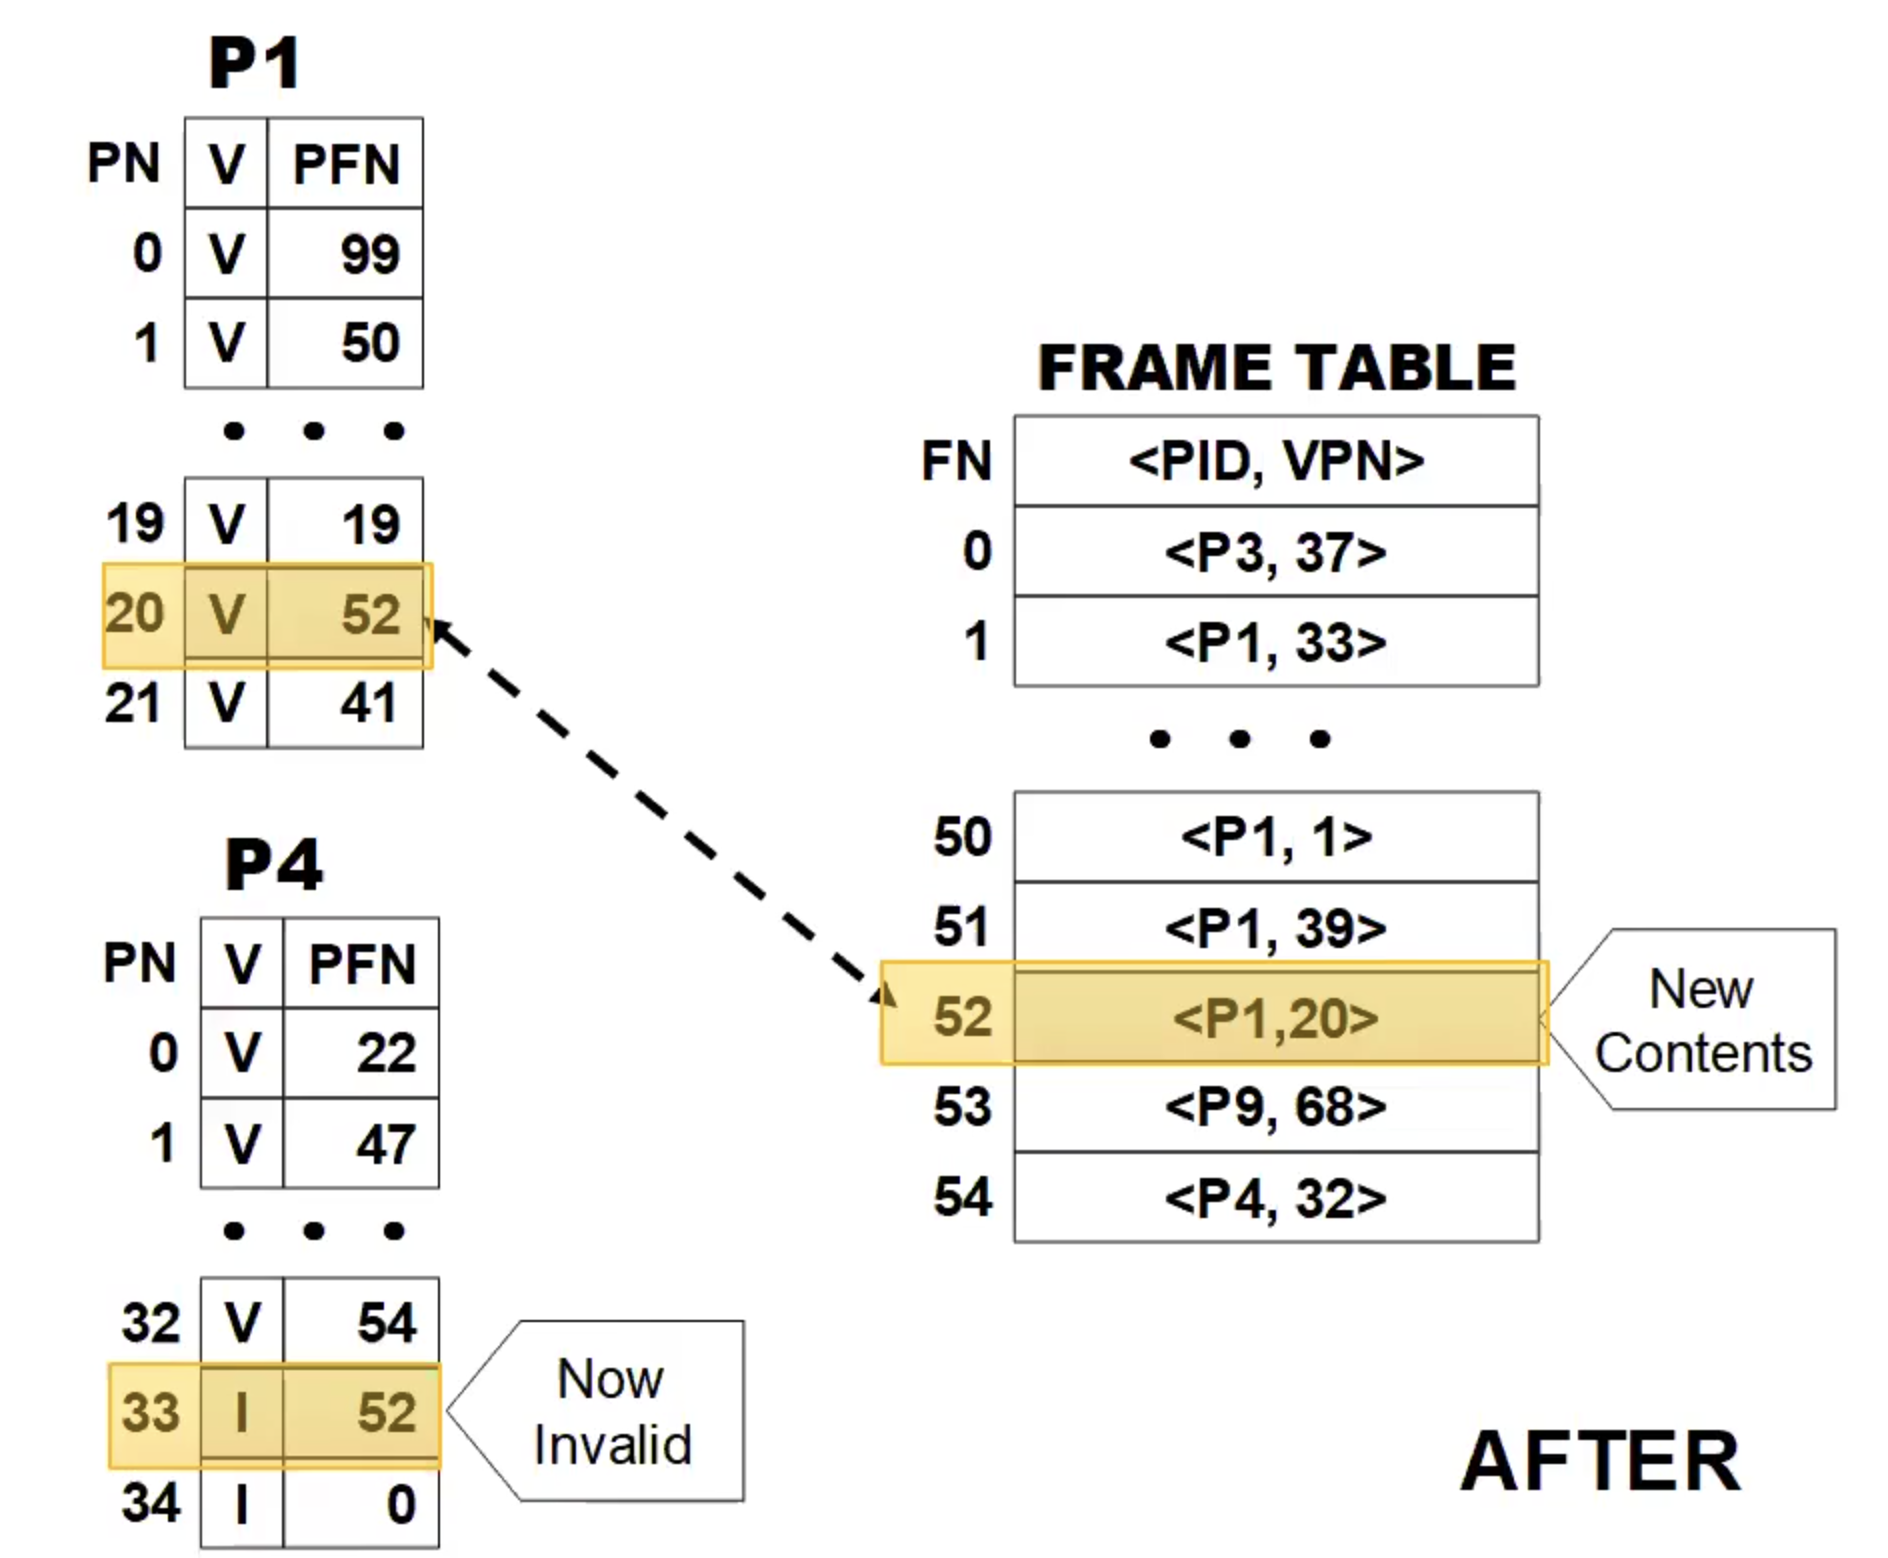 P1
PN V PFN
0 V 99
1 V 50
• • •
19 V 19
20 V 52
21 V 41
P4
PN V PFN
0 V 22
1 V 47
• • •
32 V 54
33 I 52
34 I 0
Now
Invalid
FRAME TABLE
FN <PID, VPN>
0 <P3, 37>
1 <P1, 33>
• • •
50 <P1, 1>
51 <P1, 39>
52 <P1,20>
53 <P9, 68>
54 <P4, 32>
New
Contents
AFTER